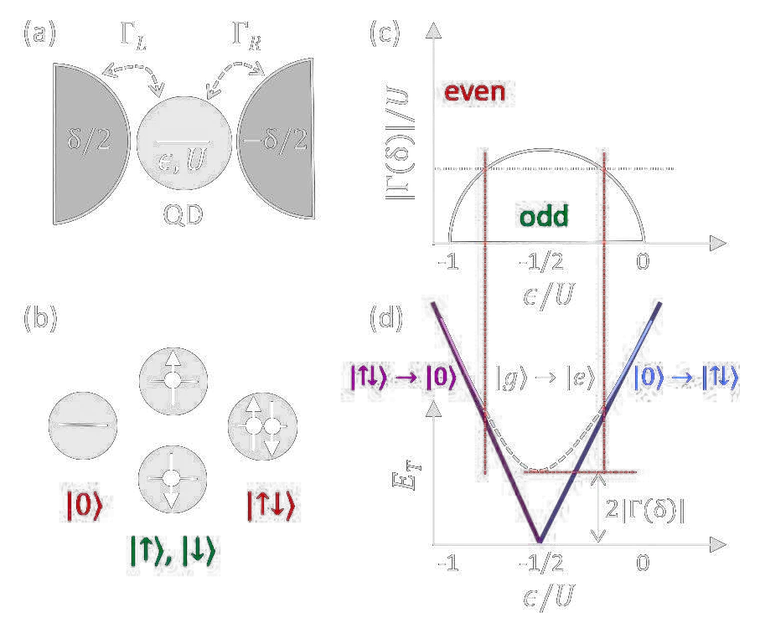 (a)
Γ_L
Γ_R
δ/2
−δ/2
ϵ, U
QD
(b)
|0⟩
|↑↓⟩
|↑⟩, |↓⟩
(c)
|Γ(δ)|/U
even
odd
−1
−1/2
0
ϵ/U
(d)
|↑↓⟩ → |0⟩
|g⟩ → |e⟩
|0⟩ → |↑↓⟩
E_T
2|Γ(δ)|
−1
−1/2
0
ϵ/U